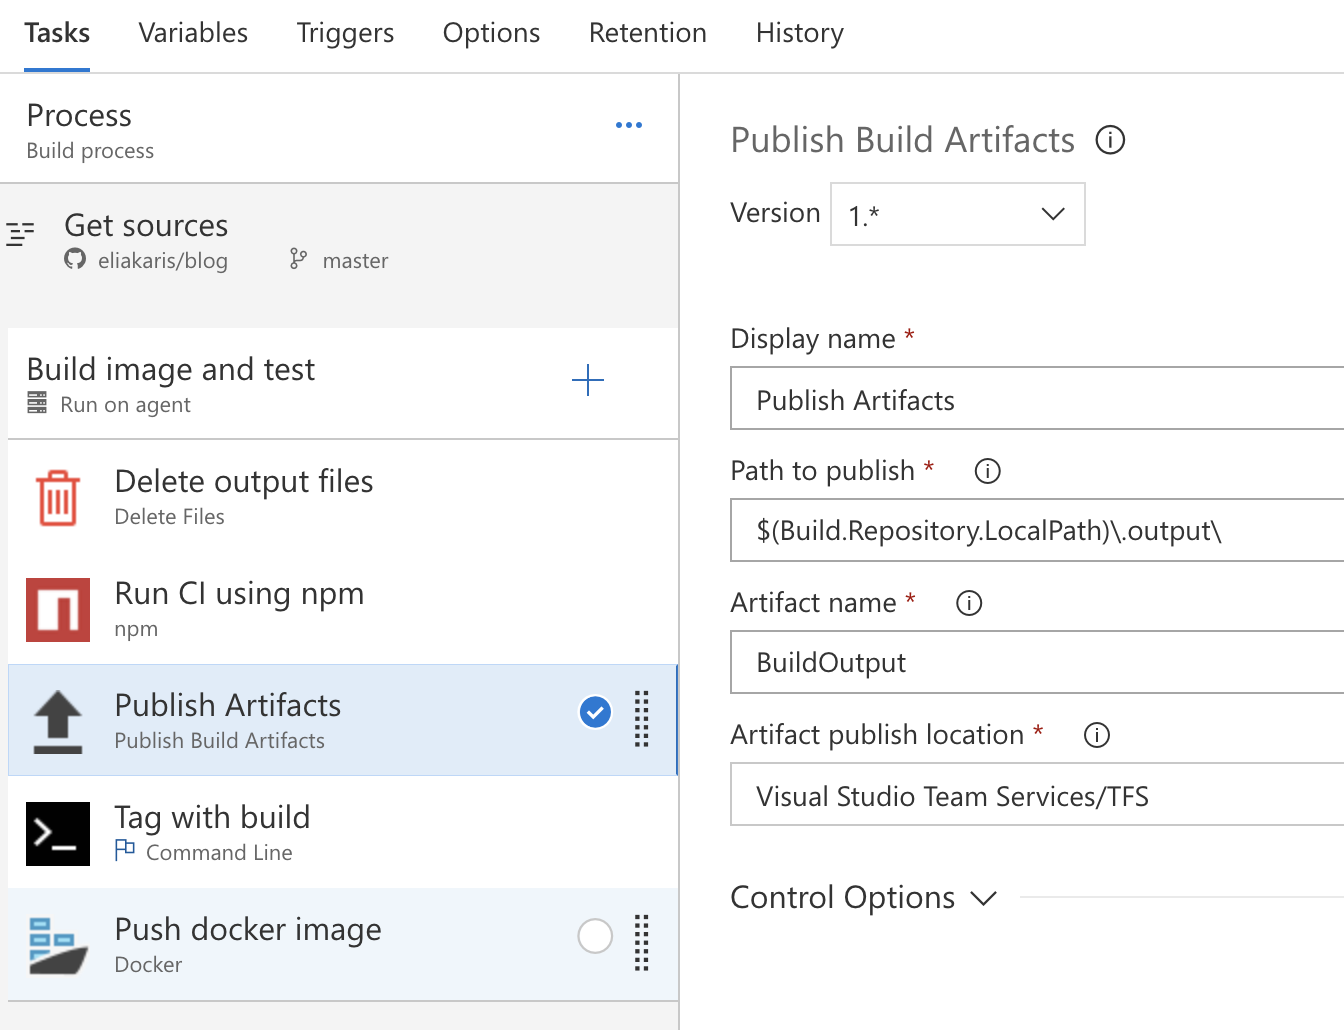 Tasks Variables Triggers Options Retention History
Process
Build process
Get sources
eliakaris/blog master
Build image and test
Run on agent
Delete output files
Delete Files
Run CI using npm
npm
Publish Artifacts
Publish Build Artifacts
Tag with build
Command Line
Push docker image
Docker
Publish Build Artifacts
Version 1.*
Display name *
Publish Artifacts
Path to publish *
$(Build.Repository.LocalPath)\.output\
Artifact name *
BuildOutput
Artifact publish location *
Visual Studio Team Services/TFS
Control Options